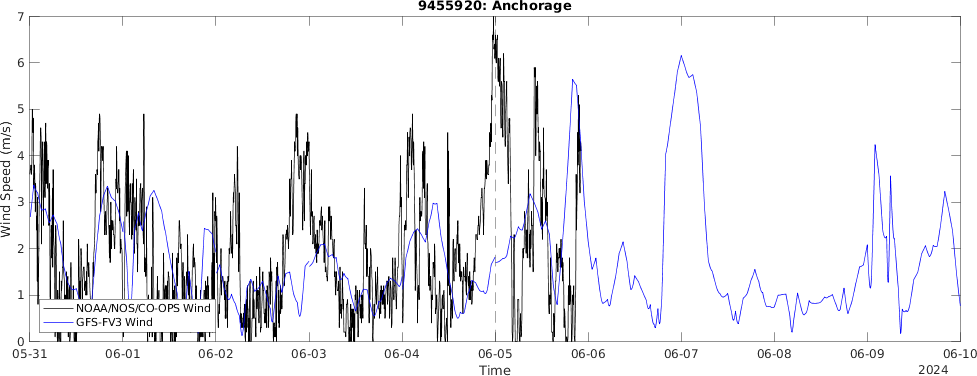 9455920: Anchorage
7
6
5
4
3
2
1
0
Wind Speed (m/s)
NOAA/NOS/CO-OPS Wind
GFS-FV3 Wind
05-31 06-01 06-02 06-03 06-04 06-05 06-06 06-07 06-08 06-09 06-10
Time
2024